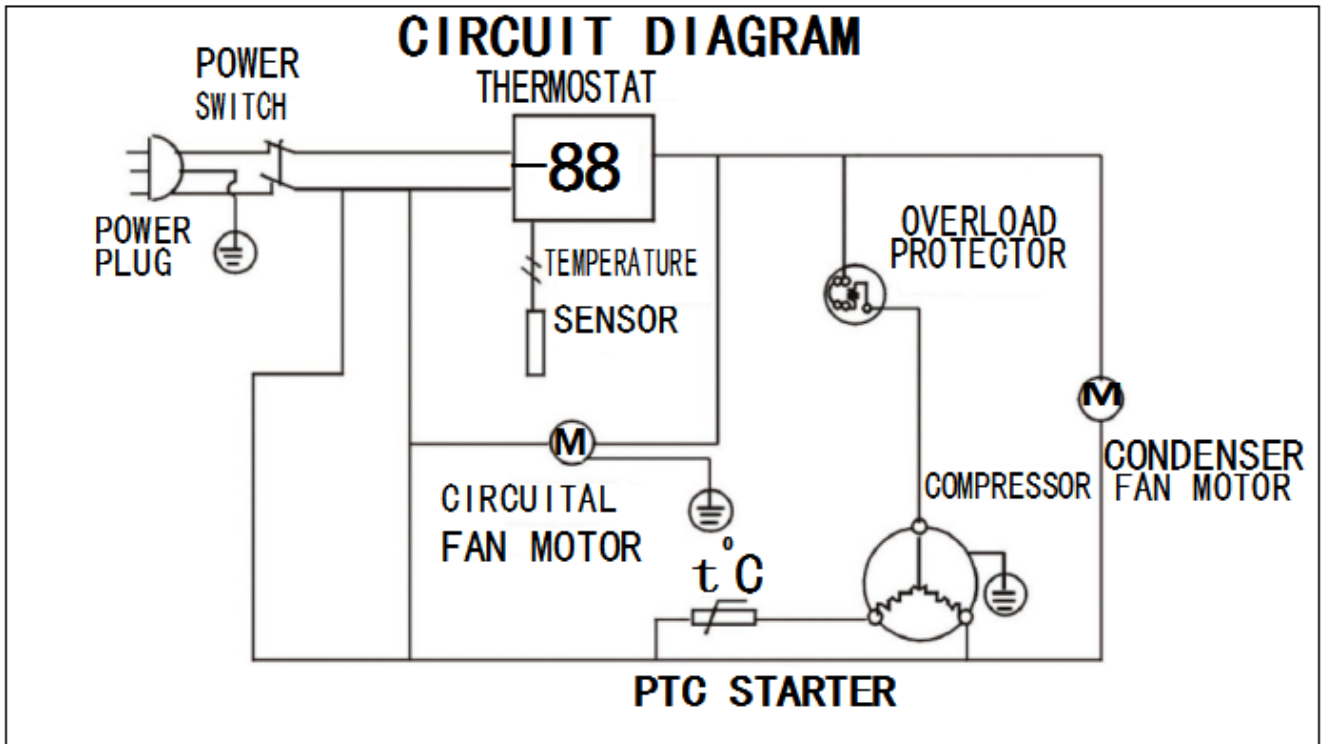 CIRCUIT DIAGRAM
POWER
SWITCH
THERMOSTAT
-88
POWER
PLUG
TEMPERATURE
SENSOR
OVERLOAD
PROTECTOR
M
M
CIRCUITAL
FAN MOTOR
COMPRESSOR
CONDENSER
FAN MOTOR
t°C
PTC STARTER